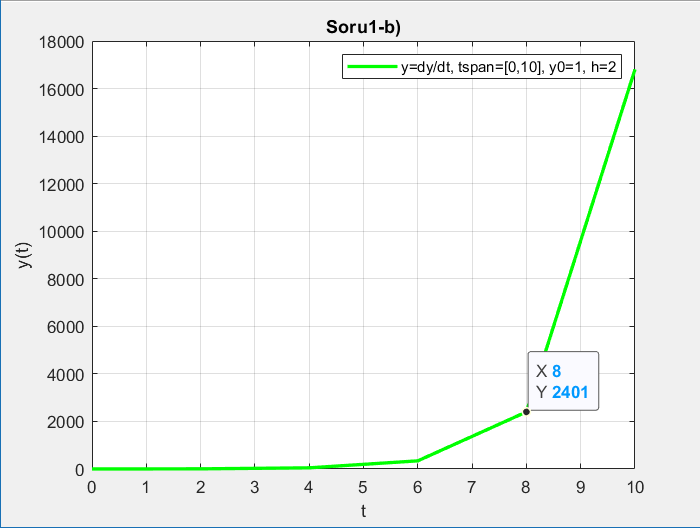 Soru1-b)
y=dy/dt, tspan=[0,10], y0=1, h=2
18000
16000
14000
12000
10000
8000
6000
4000
2000
0
y(t)
X 8
Y 2401
0 1 2 3 4 5 6 7 8 9 10
t